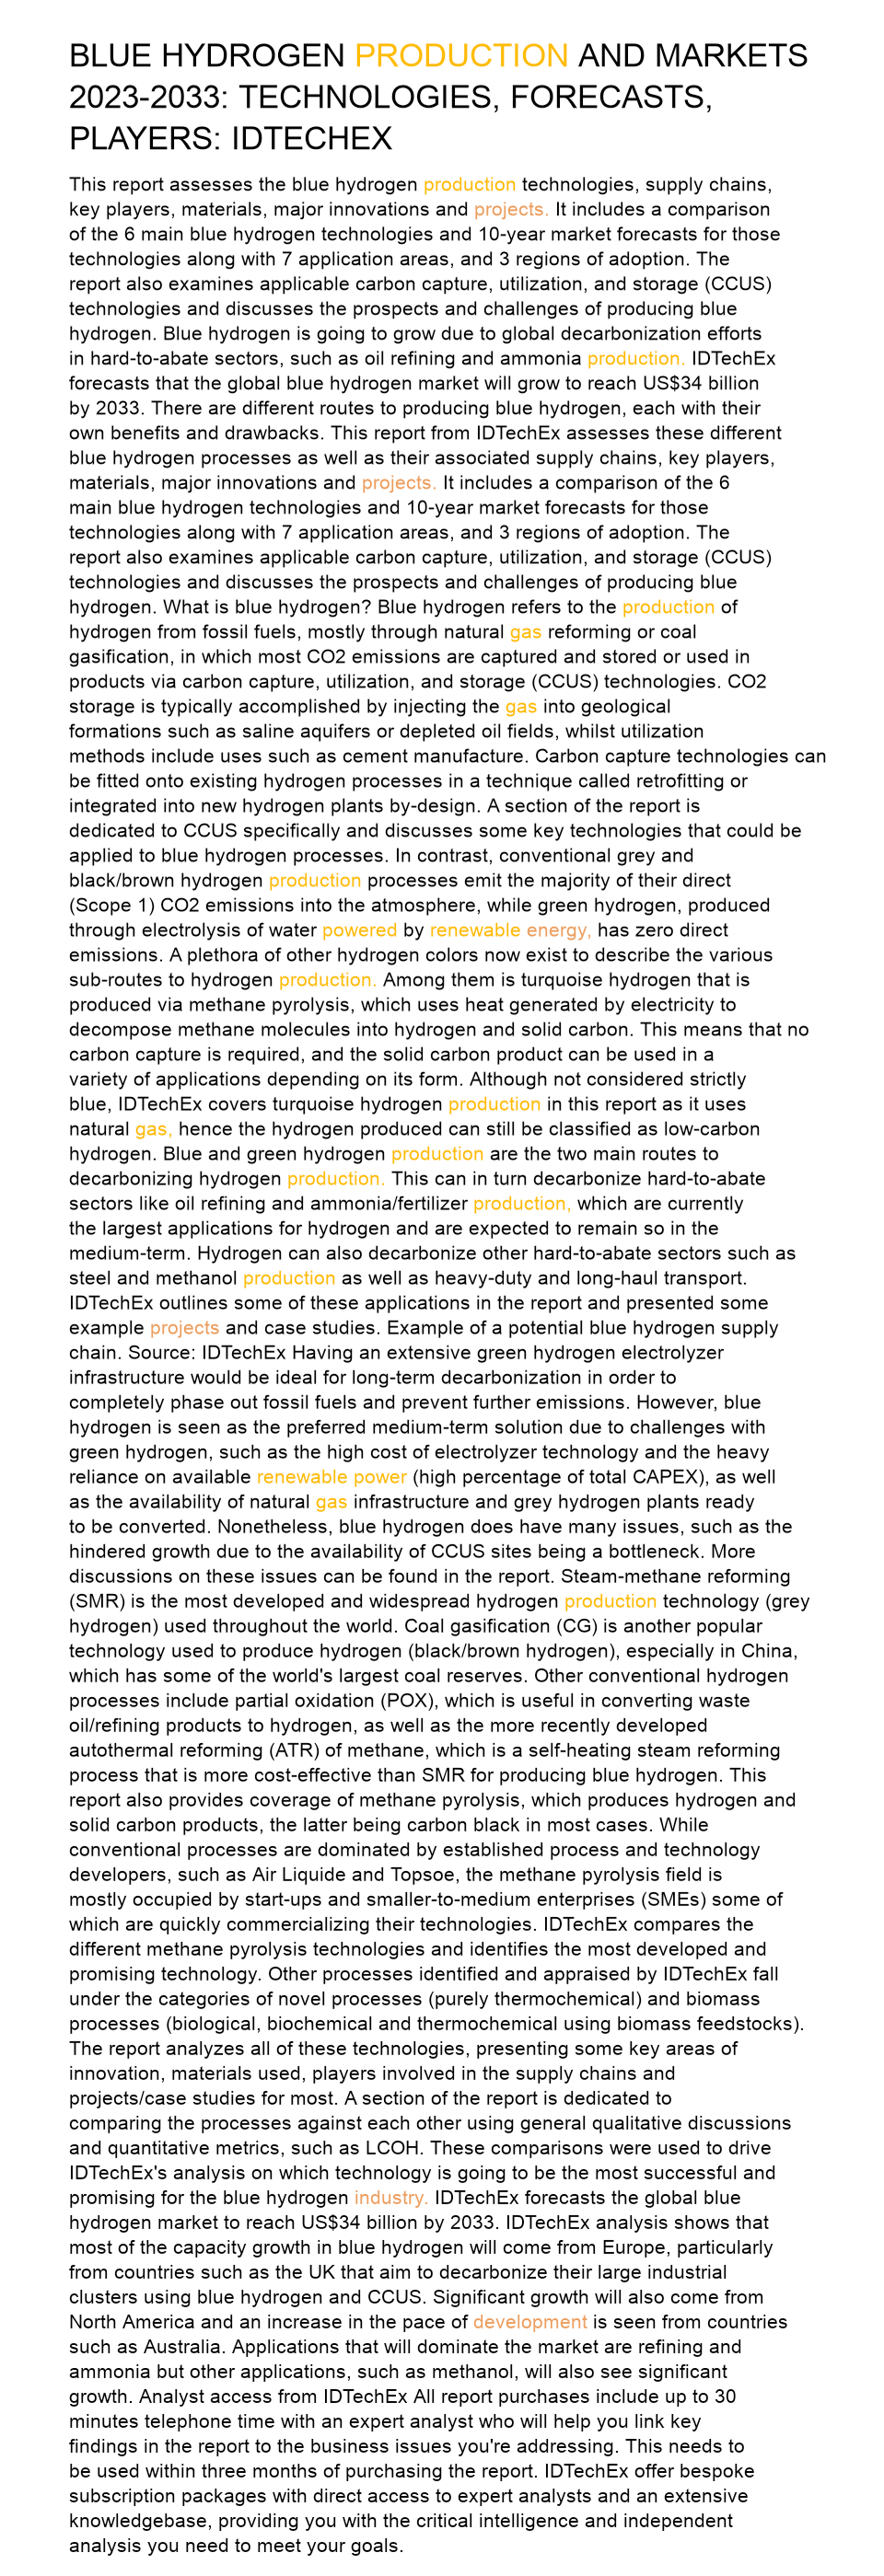 BLUE HYDROGEN PRODUCTION AND MARKETS
2023-2033: TECHNOLOGIES, FORECASTS,
PLAYERS: IDTECHEX
This report assesses the blue hydrogen production technologies, supply chains,
key players, materials, major innovations and projects. It includes a comparison
of the 6 main blue hydrogen technologies and 10-year market forecasts for those
technologies along with 7 application areas, and 3 regions of adoption. The
report also examines applicable carbon capture, utilization, and storage (CCUS)
technologies and discusses the prospects and challenges of producing blue
hydrogen. Blue hydrogen is going to grow due to global decarbonization efforts
in hard-to-abate sectors, such as oil refining and ammonia production. IDTechEx
forecasts that the global blue hydrogen market will grow to reach US$34 billion
by 2033. There are different routes to producing blue hydrogen, each with their
own benefits and drawbacks. This report from IDTechEx assesses these different
blue hydrogen processes as well as their associated supply chains, key players,
materials, major innovations and projects. It includes a comparison of the 6
main blue hydrogen technologies and 10-year market forecasts for those
technologies along with 7 application areas, and 3 regions of adoption. The
report also examines applicable carbon capture, utilization, and storage (CCUS)
technologies and discusses the prospects and challenges of producing blue
hydrogen. What is blue hydrogen? Blue hydrogen refers to the production of
hydrogen from fossil fuels, mostly through natural gas reforming or coal
gasification, in which most CO2 emissions are captured and stored or used in
products via carbon capture, utilization, and storage (CCUS) technologies. CO2
storage is typically accomplished by injecting the gas into geological
formations such as saline aquifers or depleted oil fields, whilst utilization
methods include uses such as cement manufacture. Carbon capture technologies can
be fitted onto existing hydrogen processes in a technique called retrofitting or
integrated into new hydrogen plants by-design. A section of the report is
dedicated to CCUS specifically and discusses some key technologies that could be
applied to blue hydrogen processes. In contrast, conventional grey and
black/brown hydrogen production processes emit the majority of their direct
(Scope 1) CO2 emissions into the atmosphere, while green hydrogen, produced
through electrolysis of water powered by renewable energy, has zero direct
emissions. A plethora of other hydrogen colors now exist to describe the various
sub-routes to hydrogen production. Among them is turquoise hydrogen that is
produced via methane pyrolysis, which uses heat generated by electricity to
decompose methane molecules into hydrogen and solid carbon. This means that no
carbon capture is required, and the solid carbon product can be used in a
variety of applications depending on its form. Although not considered strictly
blue, IDTechEx covers turquoise hydrogen production in this report as it uses
natural gas, hence the hydrogen produced can still be classified as low-carbon
hydrogen. Blue and green hydrogen production are the two main routes to
decarbonizing hydrogen production. This can in turn decarbonize hard-to-abate
sectors like oil refining and ammonia/fertilizer production, which are currently
the largest applications for hydrogen and are expected to remain so in the
medium-term. Hydrogen can also decarbonize other hard-to-abate sectors such as
steel and methanol production as well as heavy-duty and long-haul transport.
IDTechEx outlines some of these applications in the report and presented some
example projects and case studies. Example of a potential blue hydrogen supply
chain. Source: IDTechEx Having an extensive green hydrogen electrolyzer
infrastructure would be ideal for long-term decarbonization in order to
completely phase out fossil fuels and prevent further emissions. However, blue
hydrogen is seen as the preferred medium-term solution due to challenges with
green hydrogen, such as the high cost of electrolyzer technology and the heavy
reliance on available renewable power (high percentage of total CAPEX), as well
as the availability of natural gas infrastructure and grey hydrogen plants ready
to be converted. Nonetheless, blue hydrogen does have many issues, such as the
hindered growth due to the availability of CCUS sites being a bottleneck. More
discussions on these issues can be found in the report. Steam-methane reforming
(SMR) is the most developed and widespread hydrogen production technology (grey
hydrogen) used throughout the world. Coal gasification (CG) is another popular
technology used to produce hydrogen (black/brown hydrogen), especially in China,
which has some of the world's largest coal reserves. Other conventional hydrogen
processes include partial oxidation (POX), which is useful in converting waste
oil/refining products to hydrogen, as well as the more recently developed
autothermal reforming (ATR) of methane, which is a self-heating steam reforming
process that is more cost-effective than SMR for producing blue hydrogen. This
report also provides coverage of methane pyrolysis, which produces hydrogen and
solid carbon products, the latter being carbon black in most cases. While
conventional processes are dominated by established process and technology
developers, such as Air Liquide and Topsoe, the methane pyrolysis field is
mostly occupied by start-ups and smaller-to-medium enterprises (SMEs) some of
which are quickly commercializing their technologies. IDTechEx compares the
different methane pyrolysis technologies and identifies the most developed and
promising technology. Other processes identified and appraised by IDTechEx fall
under the categories of novel processes (purely thermochemical) and biomass
processes (biological, biochemical and thermochemical using biomass feedstocks).
The report analyzes all of these technologies, presenting some key areas of
innovation, materials used, players involved in the supply chains and
projects/case studies for most. A section of the report is dedicated to
comparing the processes against each other using general qualitative discussions
and quantitative metrics, such as LCOH. These comparisons were used to drive
IDTechEx's analysis on which technology is going to be the most successful and
promising for the blue hydrogen industry. IDTechEx forecasts the global blue
hydrogen market to reach US$34 billion by 2033. IDTechEx analysis shows that
most of the capacity growth in blue hydrogen will come from Europe, particularly
from countries such as the UK that aim to decarbonize their large industrial
clusters using blue hydrogen and CCUS. Significant growth will also come from
North America and an increase in the pace of development is seen from countries
such as Australia. Applications that will dominate the market are refining and
ammonia but other applications, such as methanol, will also see significant
growth. Analyst access from IDTechEx All report purchases include up to 30
minutes telephone time with an expert analyst who will help you link key
findings in the report to the business issues you're addressing. This needs to
be used within three months of purchasing the report. IDTechEx offer bespoke
subscription packages with direct access to expert analysts and an extensive
knowledgebase, providing you with the critical intelligence and independent
analysis you need to meet your goals.